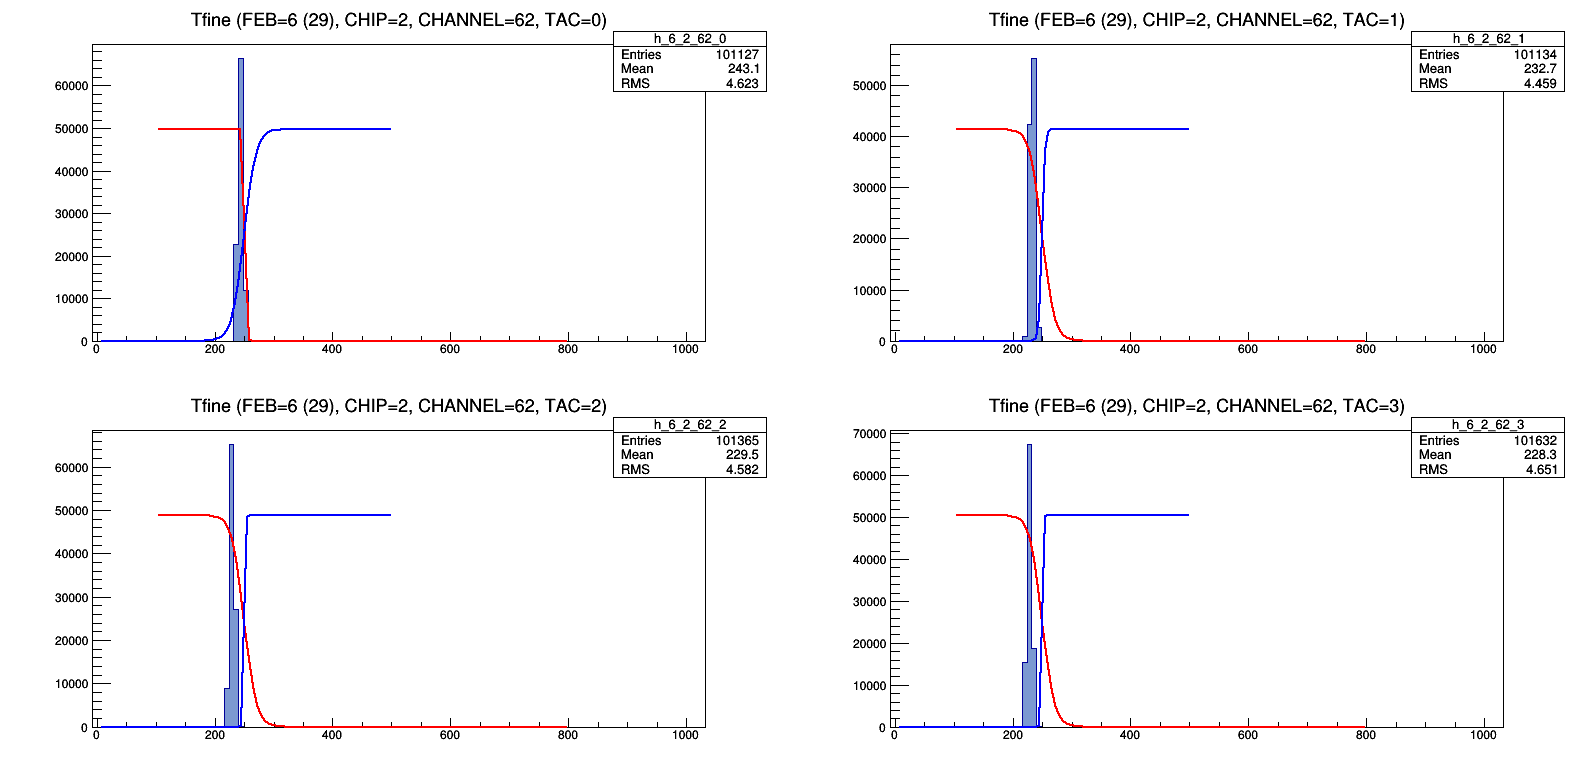 Tfine (FEB=6 (29), CHIP=2, CHANNEL=62, TAC=0)
h_6_2_62_0
Entries 101127
Mean 243.1
RMS 4.623
60000
50000
40000
30000
20000
10000
0
0 200 400 600 800 1000
Tfine (FEB=6 (29), CHIP=2, CHANNEL=62, TAC=1)
h_6_2_62_1
Entries 101134
Mean 232.7
RMS 4.459
50000
40000
30000
20000
10000
0
0 200 400 600 800 1000
Tfine (FEB=6 (29), CHIP=2, CHANNEL=62, TAC=2)
h_6_2_62_2
Entries 101365
Mean 229.5
RMS 4.582
60000
50000
40000
30000
20000
10000
0
0 200 400 600 800 1000
Tfine (FEB=6 (29), CHIP=2, CHANNEL=62, TAC=3)
h_6_2_62_3
Entries 101632
Mean 228.3
RMS 4.651
70000
60000
50000
40000
30000
20000
10000
0
0 200 400 600 800 1000